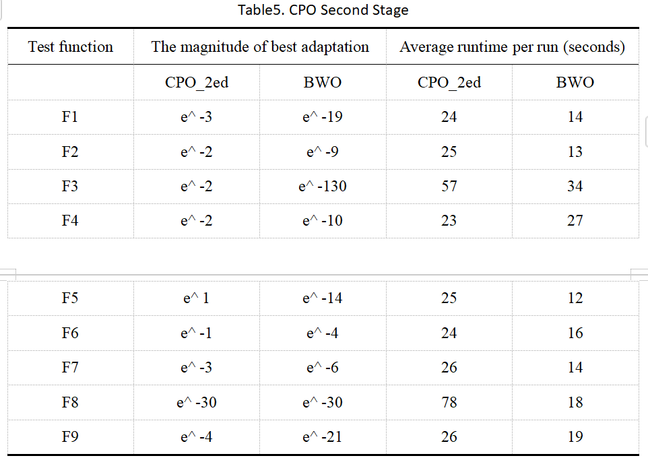 Table5. CPO Second Stage
Test function The magnitude of best adaptation Average runtime per run (seconds)
CPO_2ed BWO CPO_2ed BWO
F1 e^ -3 e^ -19 24 14
F2 e^ -2 e^ -9 25 13
F3 e^ -2 e^ -130 57 34
F4 e^ -2 e^ -10 23 27
F5 e^ 1 e^ -14 25 12
F6 e^ -1 e^ -4 24 16
F7 e^ -3 e^ -6 26 14
F8 e^ -30 e^ -30 78 18
F9 e^ -4 e^ -21 26 19